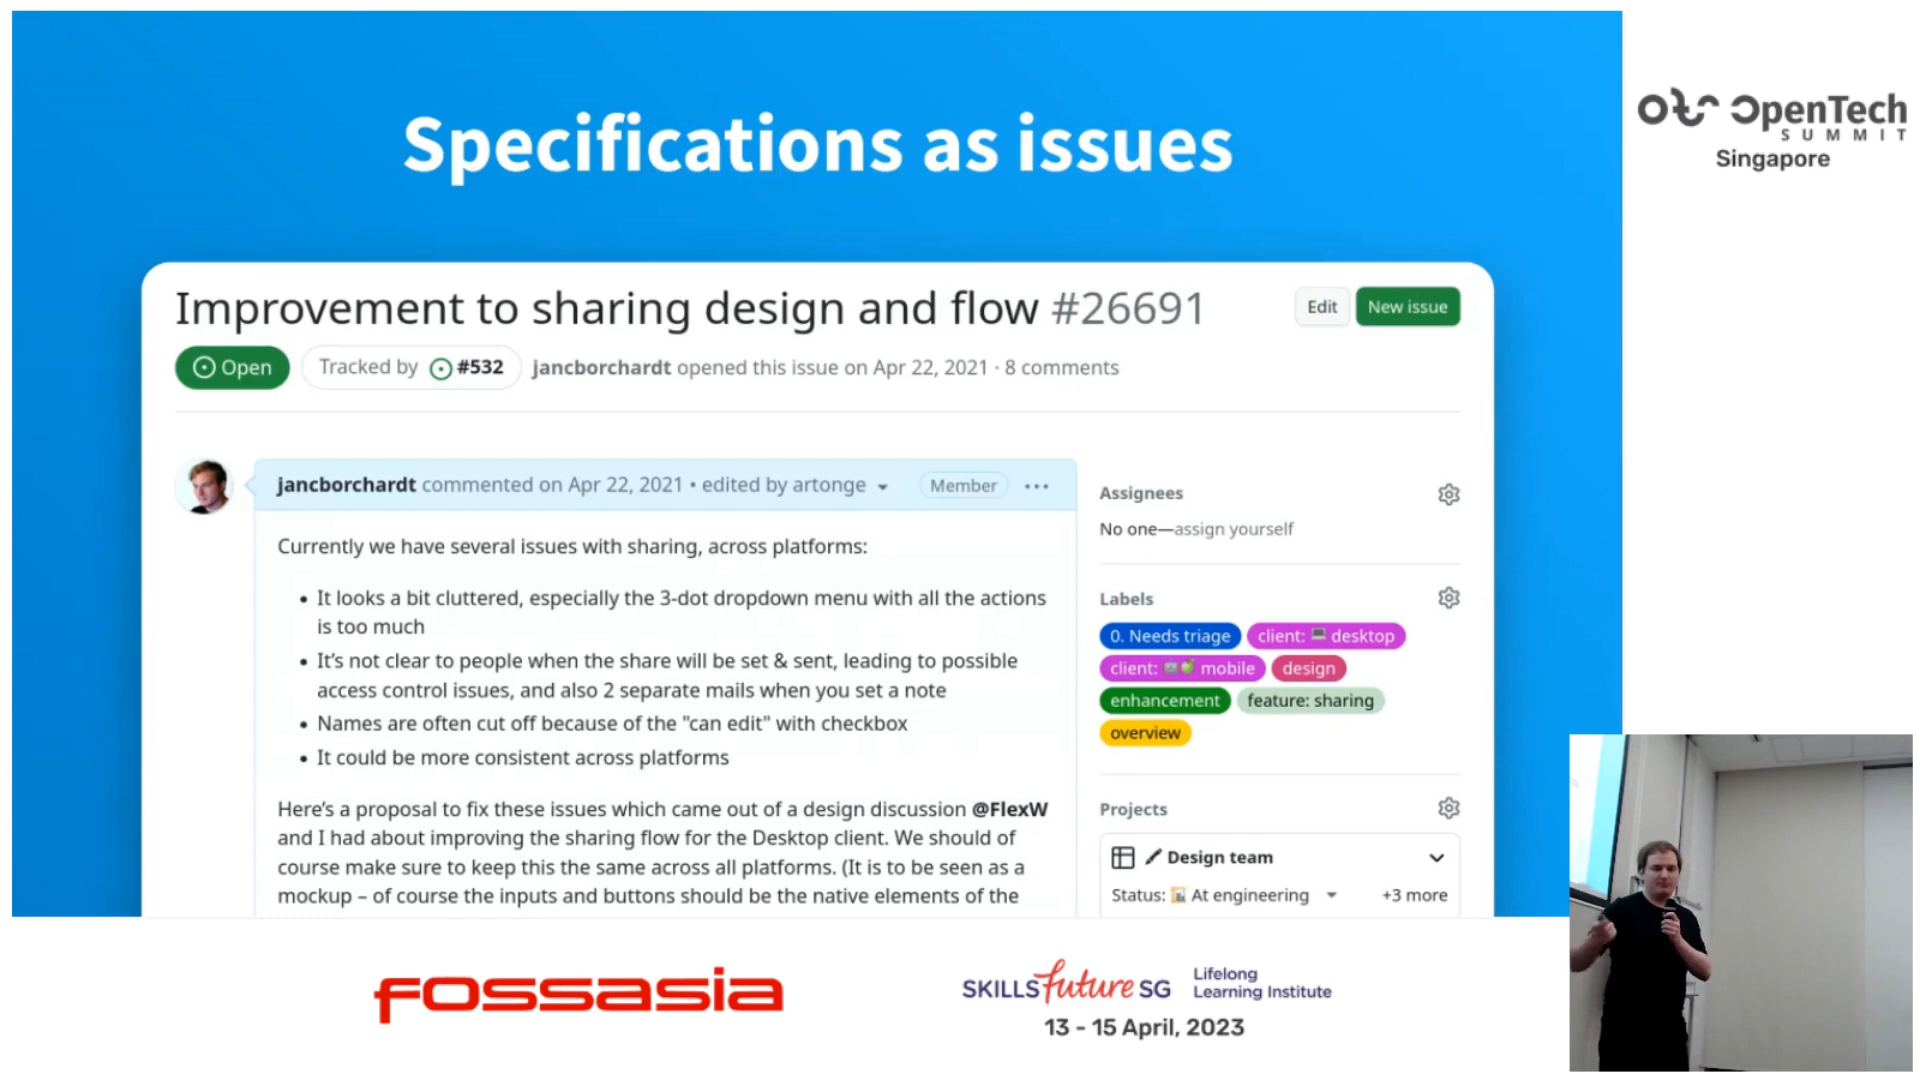 Specifications as issues
OpenTech
SUMMIT
Singapore
Improvement to sharing design and flow #26691
Edit
New issue
Open
Tracked by #532
jancborchardt opened this issue on Apr 22, 2021 · 8 comments
jancborchardt commented on Apr 22, 2021 • edited by artonge
Member
Currently we have several issues with sharing, across platforms:
• It looks a bit cluttered, especially the 3-dot dropdown menu with all the actions
is too much
• It's not clear to people when the share will be set & sent, leading to possible
access control issues, and also 2 separate mails when you set a note
• Names are often cut off because of the "can edit" with checkbox
• It could be more consistent across platforms
Here's a proposal to fix these issues which came out of a design discussion @FlexW
and I had about improving the sharing flow for the Desktop client. We should of
course make sure to keep this the same across all platforms. (It is to be seen as a
mockup – of course the inputs and buttons should be the native elements of the
Assignees
No one—assign yourself
Labels
0. Needs triage
client: 💻 desktop
client: 🤖🍏 mobile
design
enhancement
feature: sharing
overview
Projects
🖌 Design team
Status: 🏗 At engineering
+3 more
fossasia
SKILLSfuture SG
Lifelong
Learning Institute
13 - 15 April, 2023